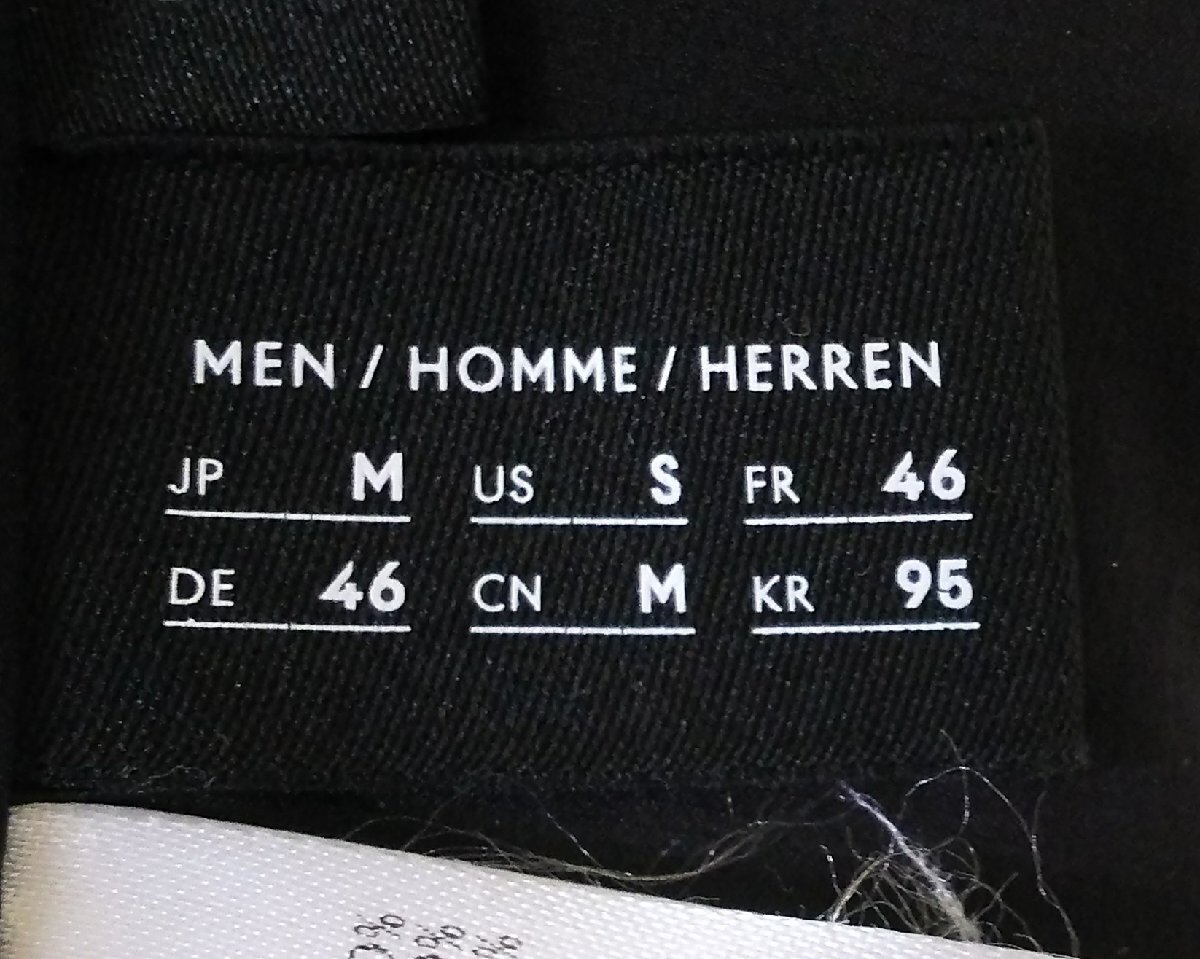 MEN / HOMME / HERREN
JP M US S FR 46
DE 46 CN M KR 95